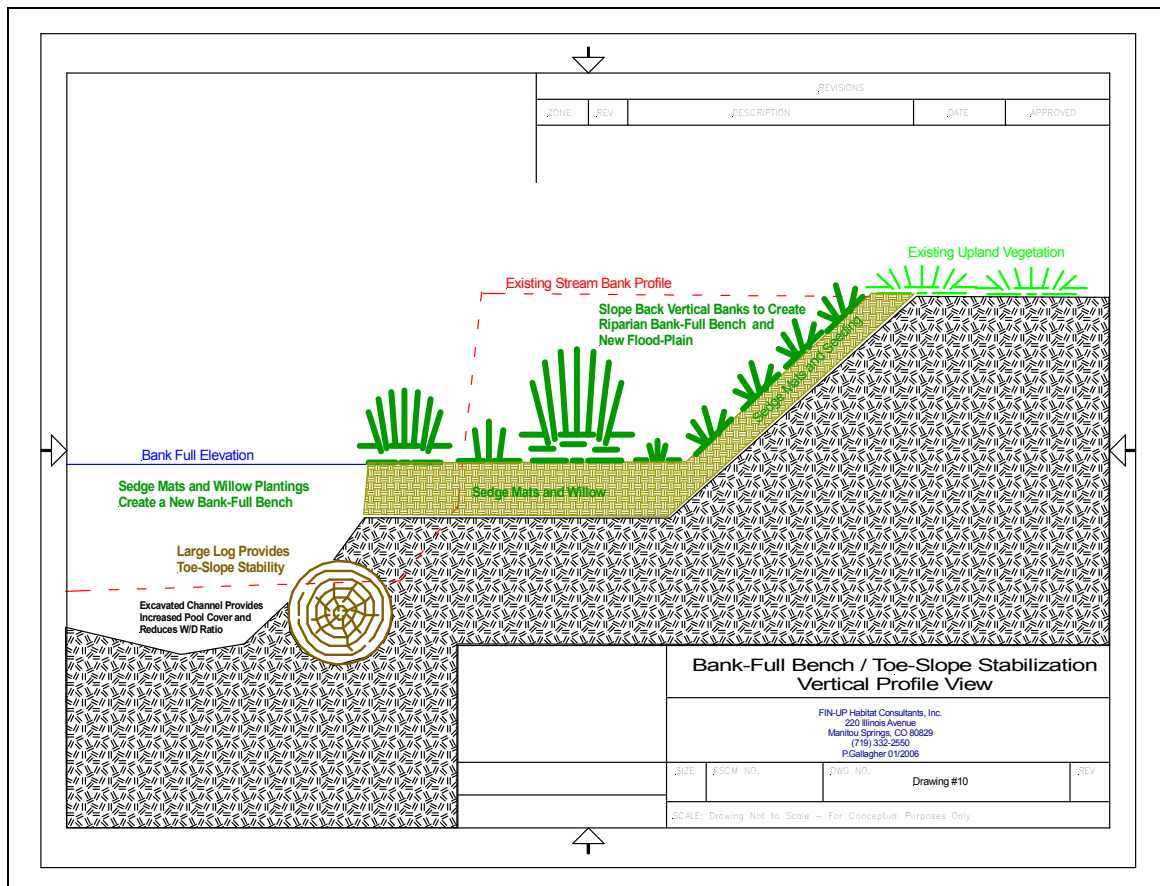 REVISIONS
ZONE
REV
DESCRIPTION
DATE
APPROVED
Existing Upland Vegetation
Existing Stream Bank Profile
Slope Back Vertical Banks to Create
Riparian Bank-Full Bench and
New Flood-Plain
Sedge Mats and Seeding
Bank Full Elevation
Sedge Mats and Willow Plantings
Create a New Bank-Full Bench
Sedge Mats and Willow
Large Log Provides
Toe-Slope Stability
Excavated Channel Provides
Increased Pool Cover and
Reduces W/D Ratio
Bank-Full Bench / Toe-Slope Stabilization
Vertical Profile View
FIN-UP Habitat Consultants, Inc.
220 Illinois Avenue
Manitou Springs, CO 80829
(719) 332-2550
P.Gallagher 01/2006
SIZE
FSCM NO.
DWG NO.
Drawing #10
REV
SCALE: Drawing Not to Scale – For Conceptual Purposes Only